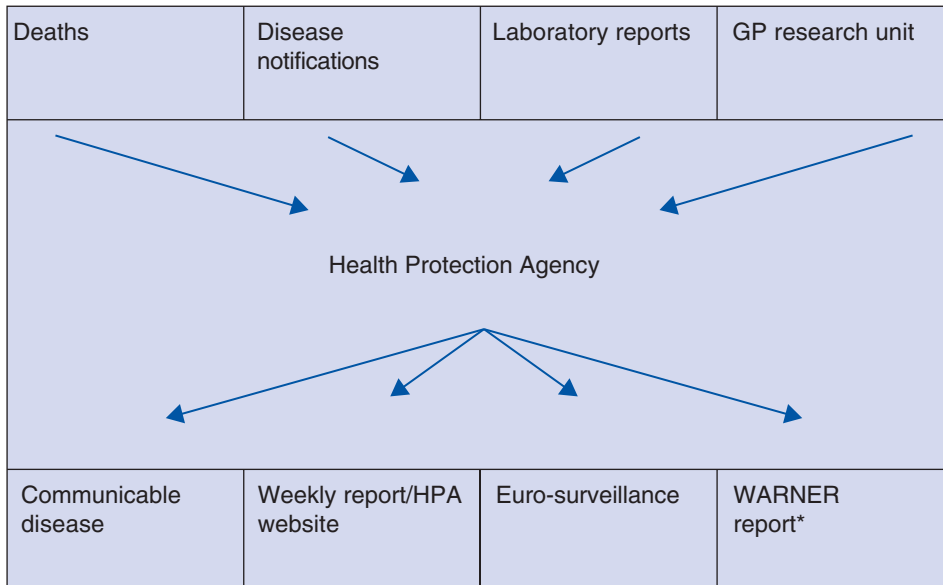 Deaths
Disease
notifications
Laboratory reports
GP research unit
Health Protection Agency
Communicable
disease
Weekly report/HPA
website
Euro-surveillance
WARNER
report*